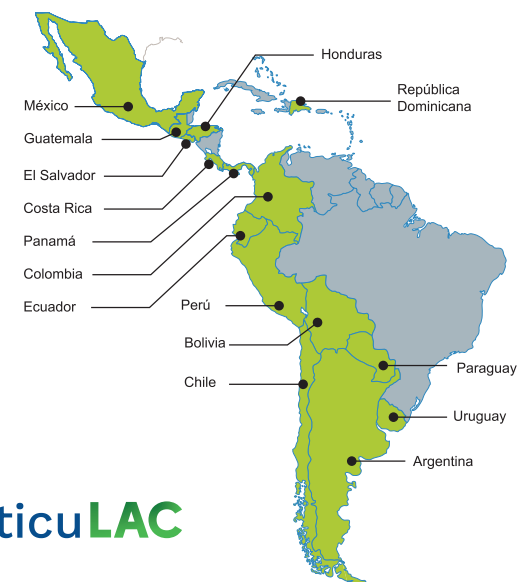 Honduras
República
Dominicana
México
Guatemala
El Salvador
Costa Rica
Panamá
Colombia
Ecuador
Perú
Bolivia
Chile
Paraguay
Uruguay
Argentina
ticuLAC